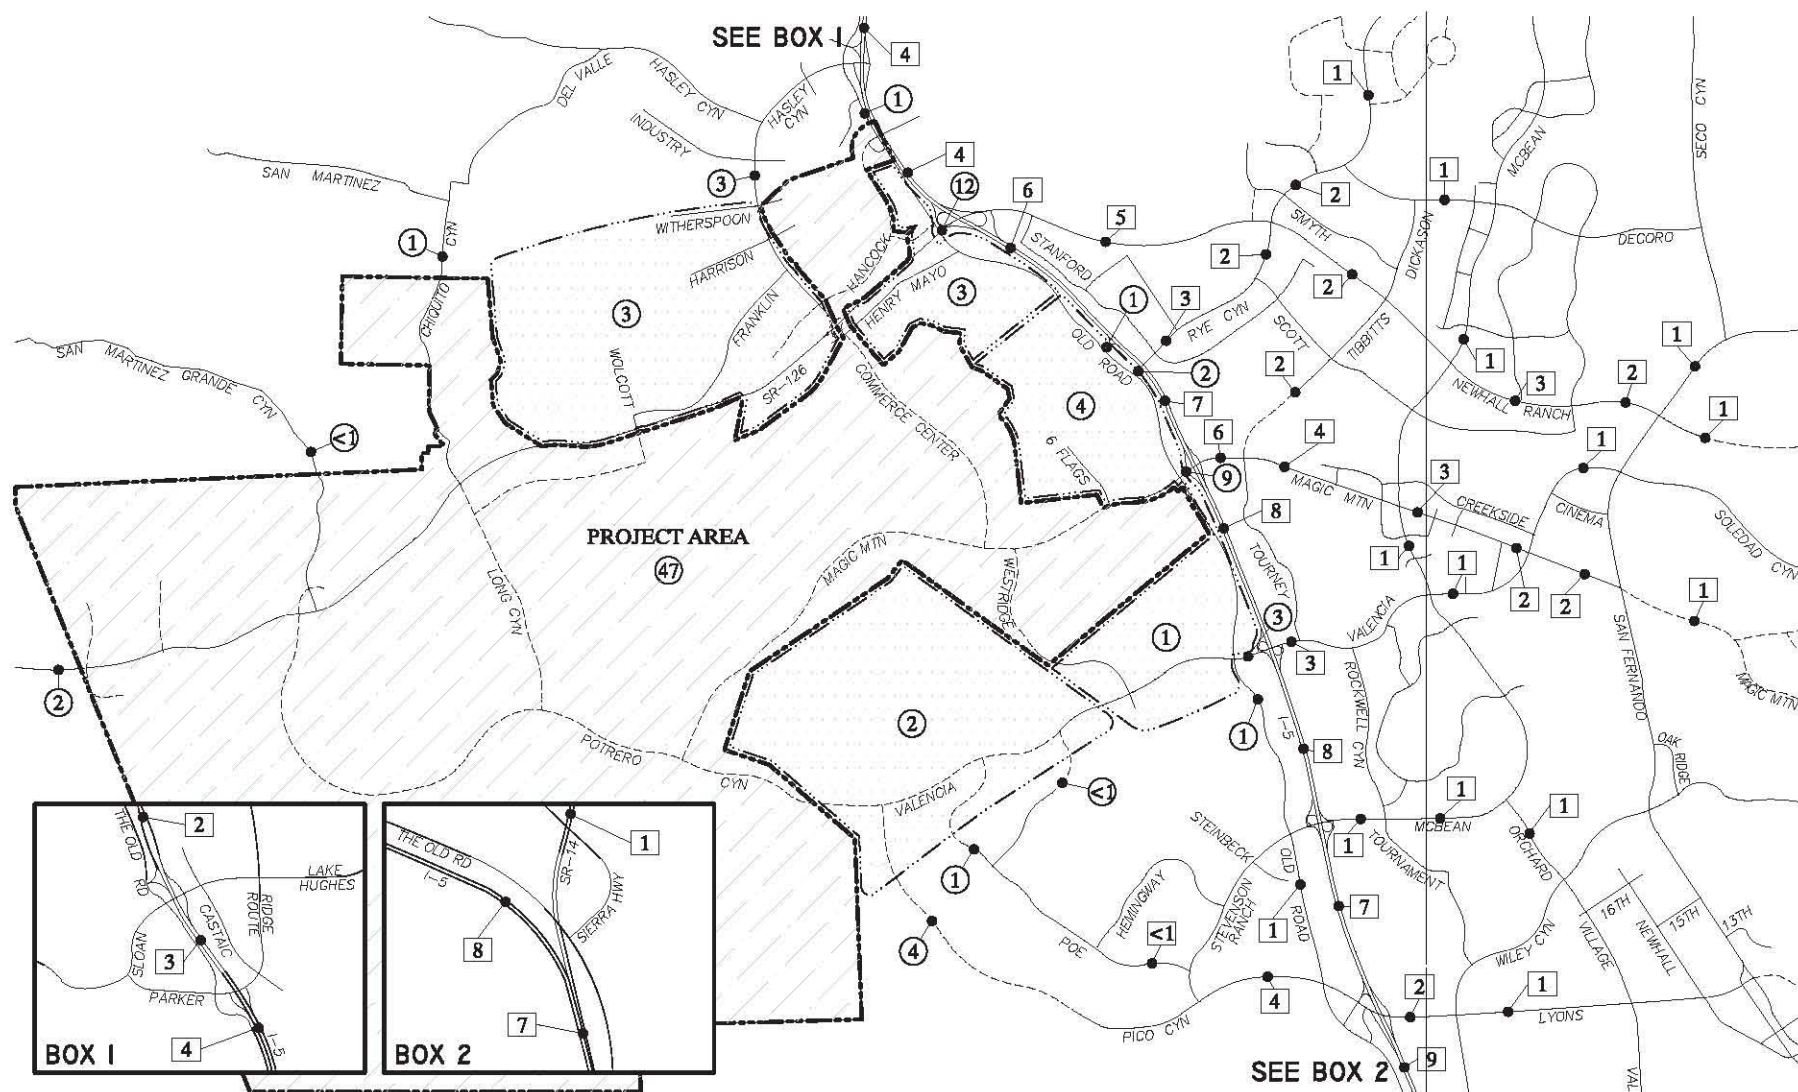 SEE BOX 1
4
1
DEL VALLE
HASLEY CYN
HASLEY
CYN
1
INDUSTRY
SAN MARTINEZ
3
4
12
6
5
2
1
MCBEAN
SECO CYN
WITHERSPOON
1
CYN
HARRISON
HANCOCK
STANFORD
SMYTH
DICKASON
DECORO
2
2
3
CHIQUITO
FRANKLIN
HENRY MAYO
3
1
3
RYE CYN
SCOTT
TIBBITTS
SAN MARTINEZ GRANDE CYN
WOLCOTT
SR-126
OLD
ROAD
2
2
1
1
COMMERCE CENTER
4
7
NEWHALL RANCH
3
2
1
<1
6
FLAGS
6
4
1
9
MAGIC MTN
3
CREEKSIDE
CINEMA
SOLEDAD CYN
PROJECT AREA
47
8
MAGIC MTN
WESTRIDGE
TOURNEY
1
1
2
2
1
LONG CYN
1
3
3
VALENCIA
SAN FERNANDO
ROCKWELL CYN
MAGIC MTN
2
2
1
I-5
8
OAK
RIDGE
POTRERO CYN
VALENCIA
<1
STEINBECK
OLD
ROAD
1
MCBEAN
1
1
ORCHARD
TOURNAMENT
1
HEMINGWAY
STEVENSON
RANCH
1
7
16TH
15TH
13TH
NEWHALL
VILLAGE
WILEY CYN
4
POE
<1
4
PICO CYN
2
1
LYONS
SEE BOX 2
9
VAL
THE OLD
RD
2
LAKE
HUGHES
RIDGE
ROUTE
CASTAIC
SLOAN
3
PARKER
4
I-5
BOX 1
THE OLD RD
I-5
1
SR-14
SIERRA HWY
8
7
BOX 2